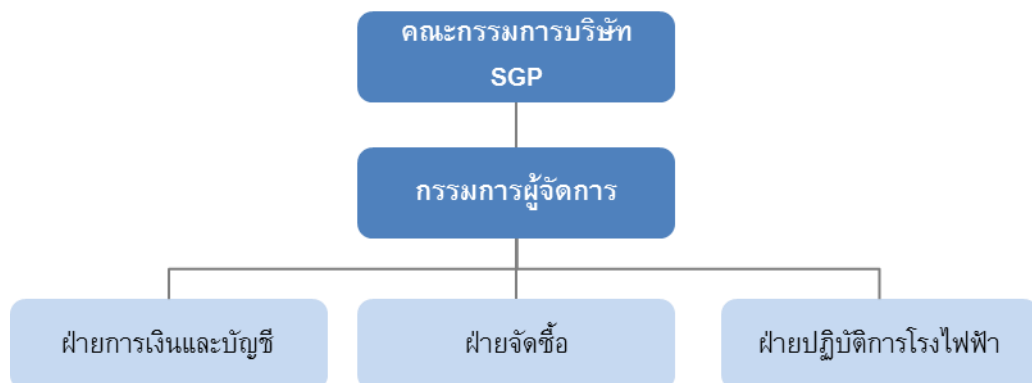 คณะกรรมการบริษัท
SGP
กรรมการผู้จัดการ
ฝ่ายการเงินและบัญชี
ฝ่ายจัดซื้อ
ฝ่ายปฏิบัติการโรงไฟฟ้า